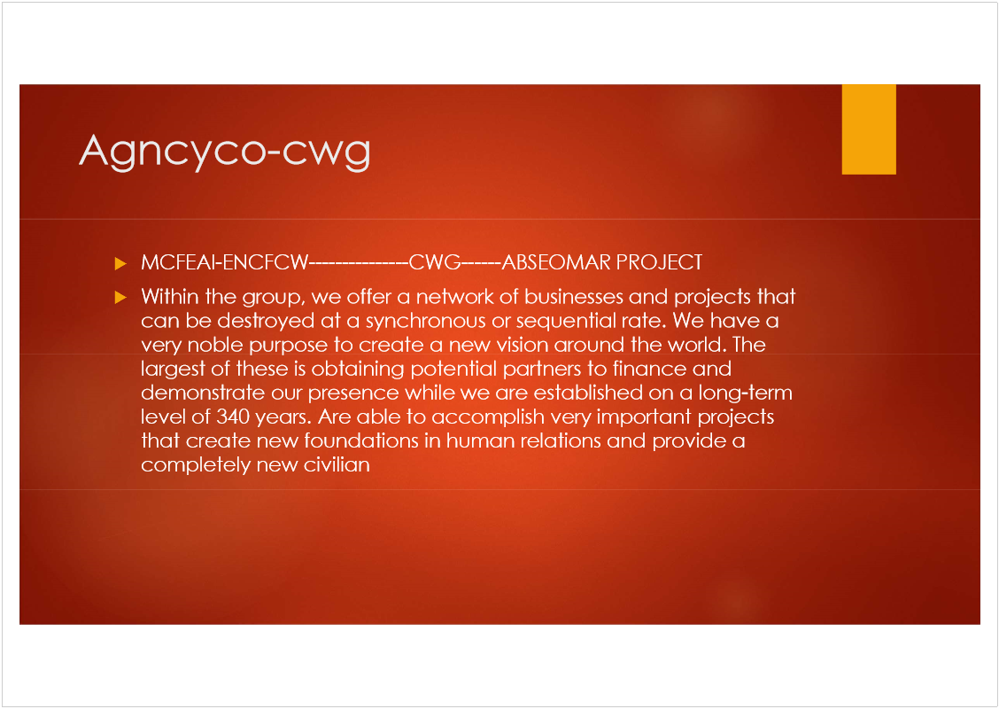 Agncyco-cwg
MCFEAI-ENCFCW---------------CWG------ABSEOMAR PROJECT
Within the group, we offer a network of businesses and projects that
can be destroyed at a synchronous or sequential rate. We have a
very noble purpose to create a new vision around the world. The
largest of these is obtaining potential partners to finance and
demonstrate our presence while we are established on a long-term
level of 340 years. Are able to accomplish very important projects
that create new foundations in human relations and provide a
completely new civilian